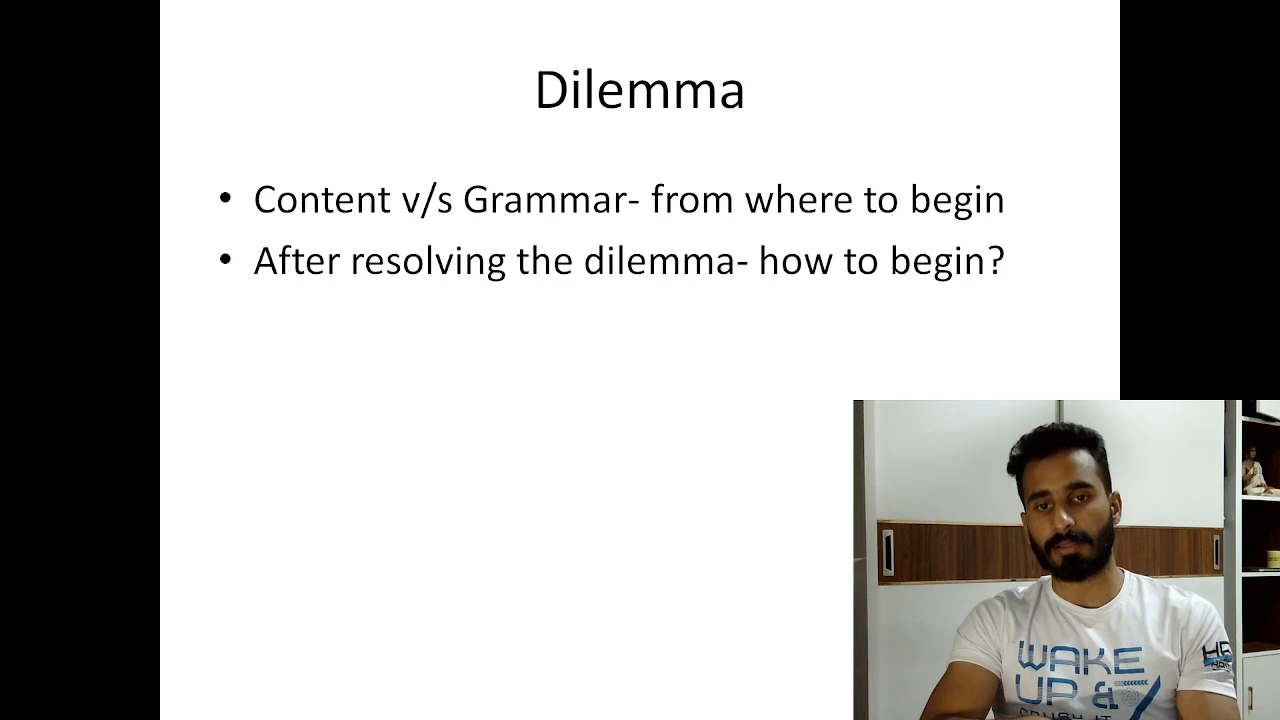 Dilemma
• Content v/s Grammar- from where to begin
• After resolving the dilemma- how to begin?
WAKE
UP &